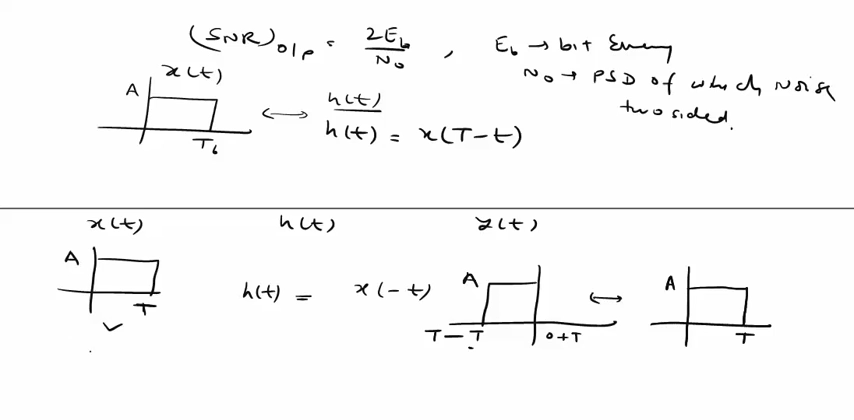 (SNR)o/p = 2Eb/No , Eb → bit Energy
No → PSD of which Noise
two sided.
x(t)
A
Tb
h(t)
h(t) = x(T-t)
x(t) h(t) y(t)
A
T
h(t) = x(-t)
A
T-T 0+T
A
T